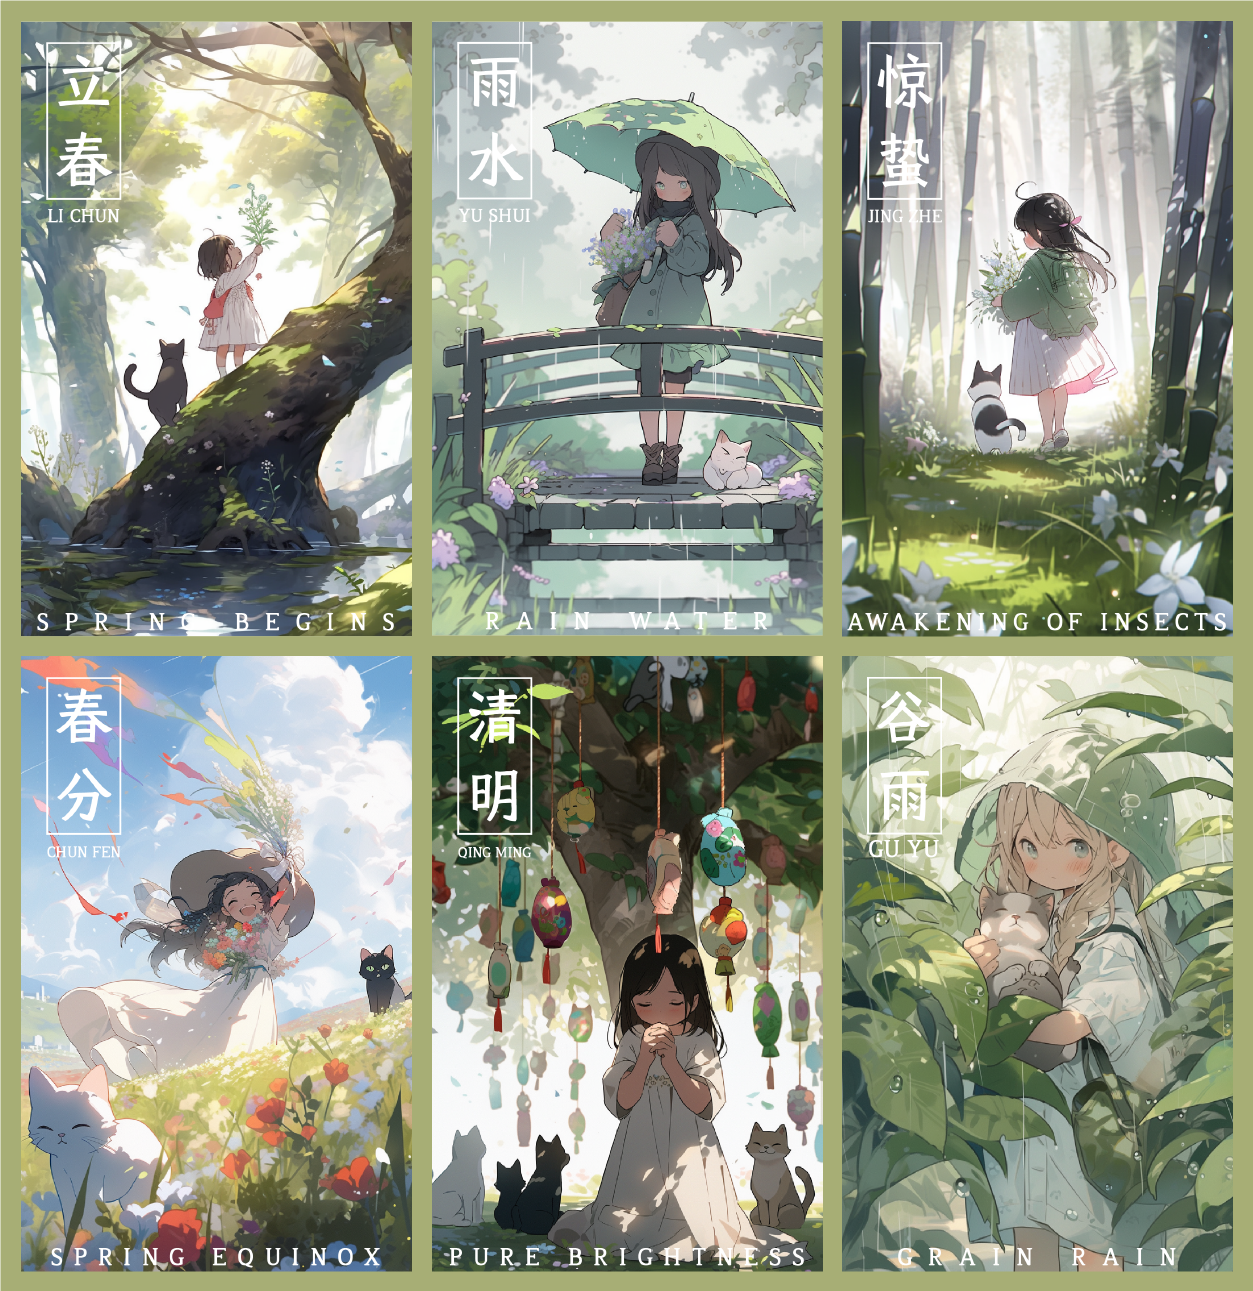 立春
LI CHUN
SPRING BEGINS
雨水
YU SHUI
RAIN WATER
惊蛰
JING ZHE
AWAKENING OF INSECTS
春分
CHUN FEN
SPRING EQUINOX
清明
QING MING
PURE BRIGHTNESS
谷雨
GU YU
GRAIN RAIN